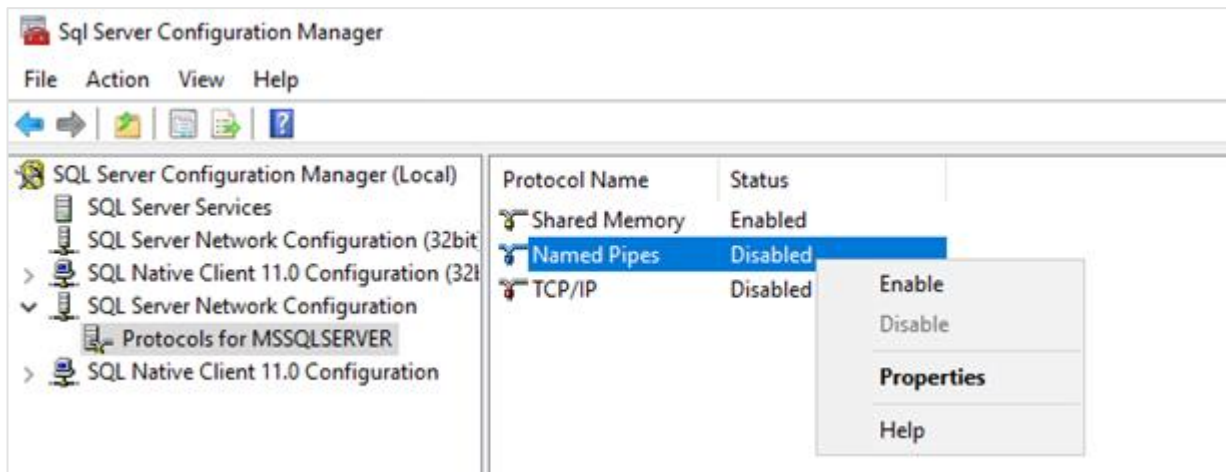 Sql Server Configuration Manager
File Action View Help
SQL Server Configuration Manager (Local)
SQL Server Services
SQL Server Network Configuration (32bit
SQL Native Client 11.0 Configuration (32b
SQL Server Network Configuration
Protocols for MSSQLSERVER
SQL Native Client 11.0 Configuration
Protocol Name Status
Shared Memory Enabled
Named Pipes Disabled
TCP/IP Disabled
Enable
Disable
Properties
Help